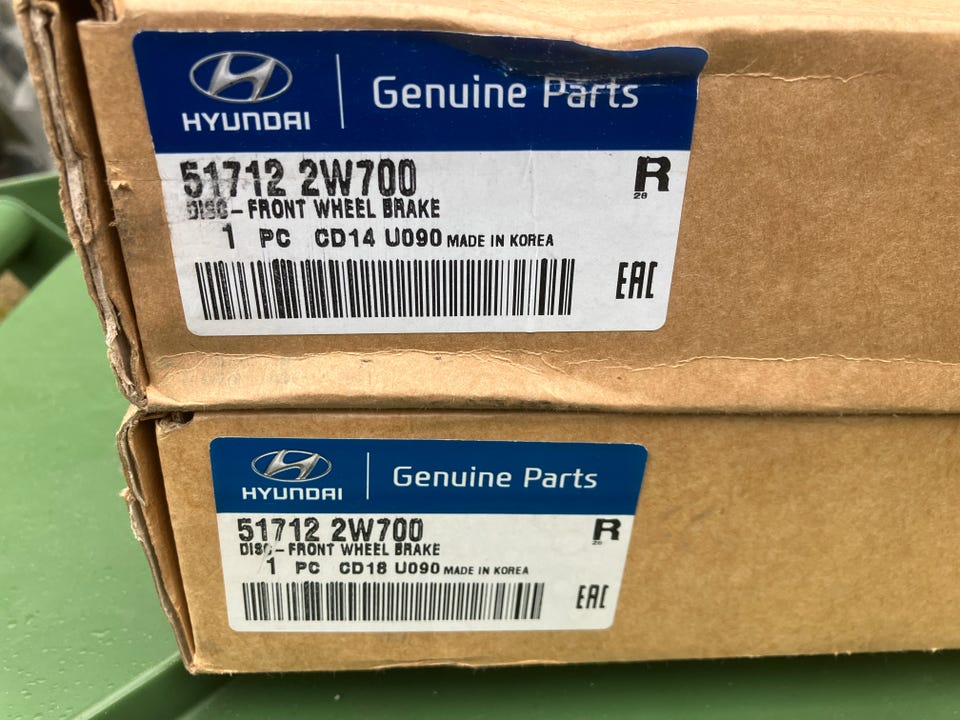 HYUNDAI
Genuine Parts
51712 2W700
R
28
DISC-FRONT WHEEL BRAKE
1 PC CD14 U090 MADE IN KOREA
EAC
HYUNDAI
Genuine Parts
51712 2W700
R
DISC-FRONT WHEEL BRAKE
1 PC CD18 U090 MADE IN KOREA
EAC